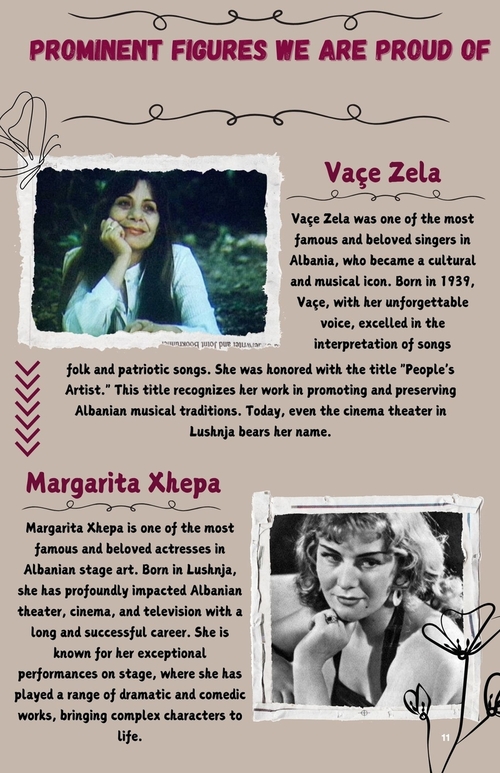 PROMINENT FIGURES WE ARE PROUD OF
Vaçe Zela
Vaçe Zela was one of the most
famous and beloved singers in
Albania, who became a cultural
and musical icon. Born in 1939,
Vaçe, with her unforgettable
voice, excelled in the
interpretation of songs
folk and patriotic songs. She was honored with the title "People's
Artist." This title recognizes her work in promoting and preserving
Albanian musical traditions. Today, even the cinema theater in
Lushnja bears her name.
Margarita Xhepa
Margarita Xhepa is one of the most
famous and beloved actresses in
Albanian stage art. Born in Lushnja,
she has profoundly impacted Albanian
theater, cinema, and television with a
long and successful career. She is
known for her exceptional
performances on stage, where she has
played a range of dramatic and comedic
works, bringing complex characters to
life.
11